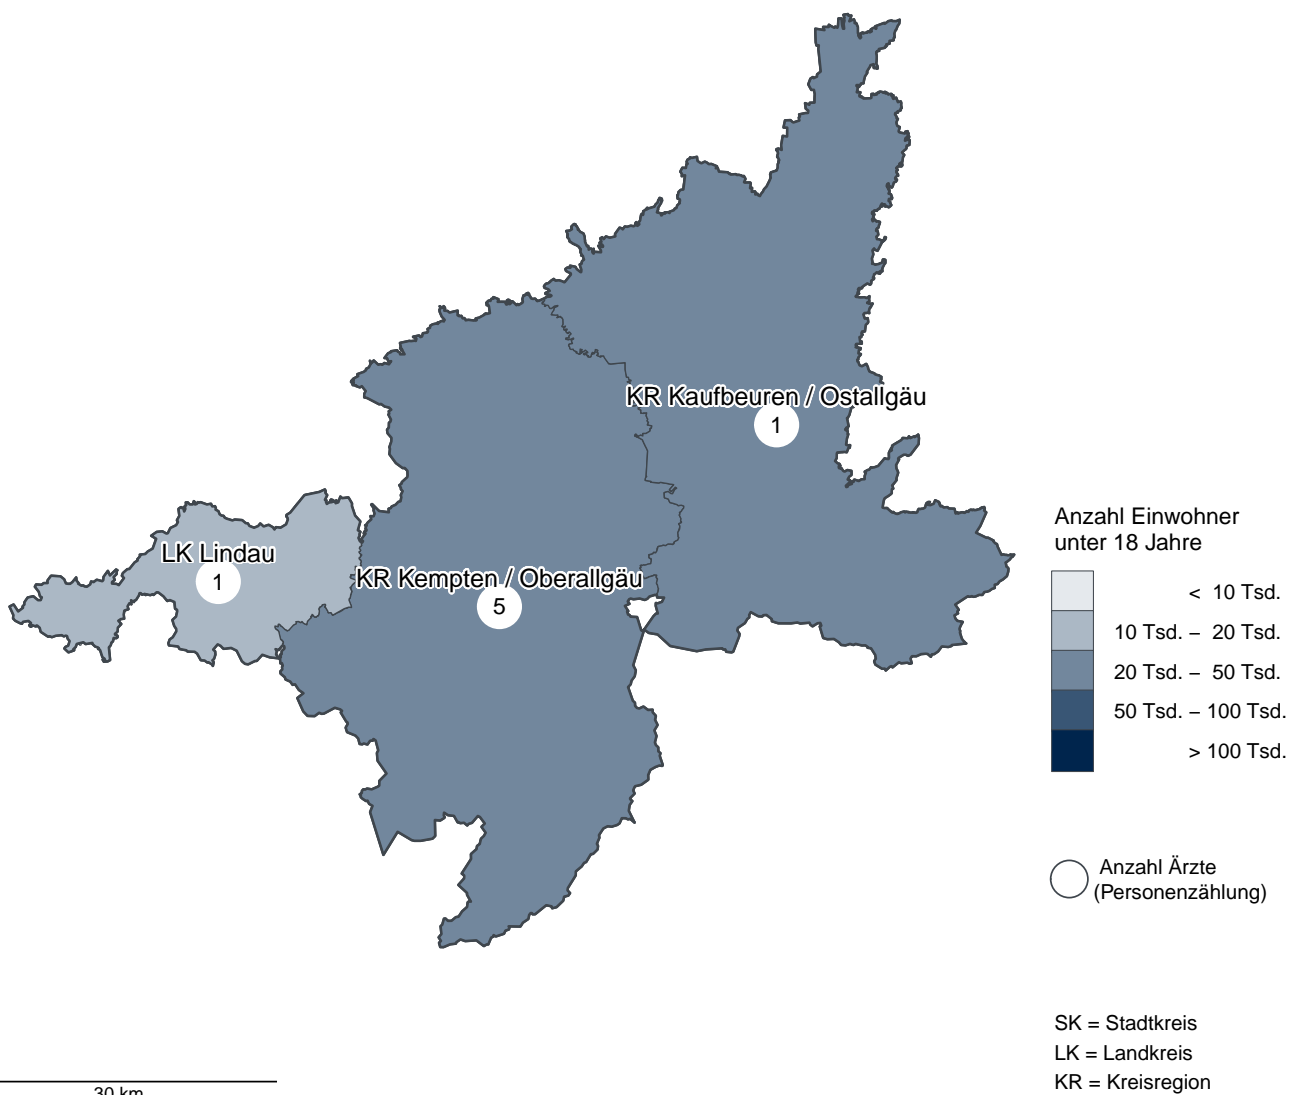 KR Kaufbeuren / Ostallgäu
1
LK Lindau
1
KR Kempten / Oberallgäu
5
Anzahl Einwohner
unter 18 Jahre
< 10 Tsd.
10 Tsd. – 20 Tsd.
20 Tsd. – 50 Tsd.
50 Tsd. – 100 Tsd.
> 100 Tsd.
Anzahl Ärzte
(Personenzählung)
SK = Stadtkreis
LK = Landkreis
KR = Kreisregion
30 km